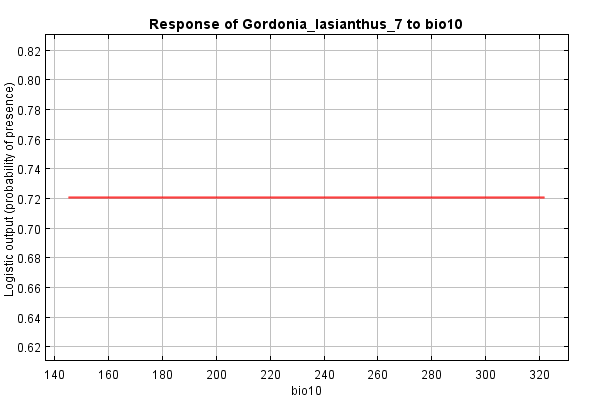 Response of Gordonia_lasianthus_7 to bio10
Logistic output (probability of presence)
0.82
0.80
0.78
0.76
0.74
0.72
0.70
0.68
0.66
0.64
0.62
140 160 180 200 220 240 260 280 300 320
bio10